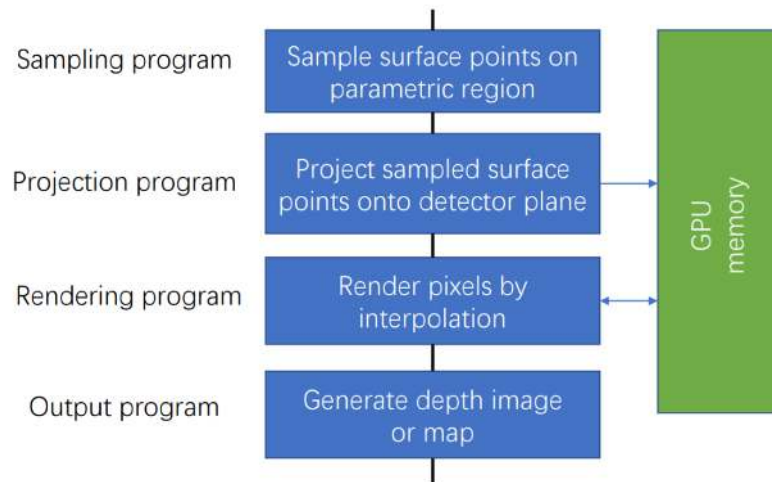 Sampling program
Sample surface points on
parametric region
Projection program
Project sampled surface
points onto detector plane
Rendering program
Render pixels by
interpolation
Output program
Generate depth image
or map
GPU
memory